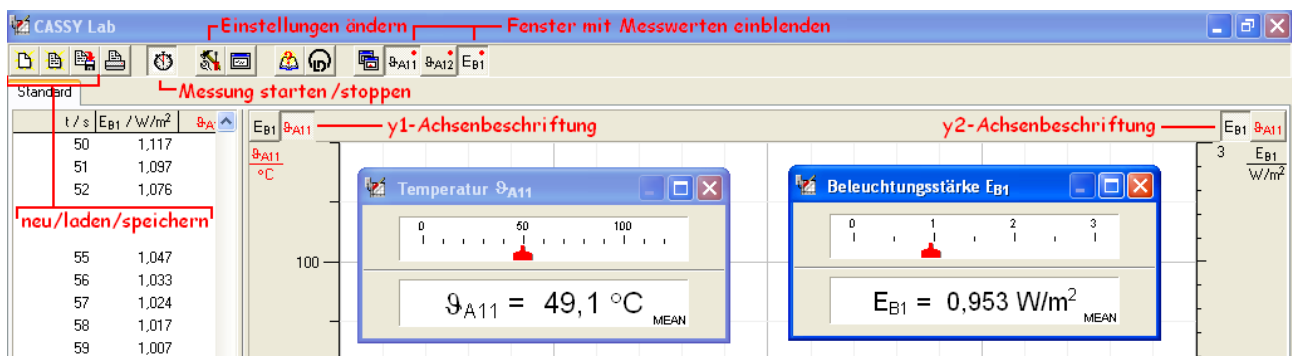 CASSY Lab
Einstellungen ändern
Fenster mit Messwerten einblenden
ϑA11 ϑA12 EB1
Messung starten/stoppen
Standard
t / s EB1 / W/m² ϑA
EB1 ϑA11
y1-Achsenbeschriftung
y2-Achsenbeschriftung
EB1 ϑA11
50 1,117
51 1,097
52 1,076
neu/laden/speichern
55 1,047
56 1,033
57 1,024
58 1,017
59 1,007
ϑA11
°C
100
Temperatur ϑA11
0 50 100
ϑA11 = 49,1 °C
MEAN
Beleuchtungsstärke EB1
0 1 2 3
EB1 = 0,953 W/m²
MEAN
3 EB1
W/m²